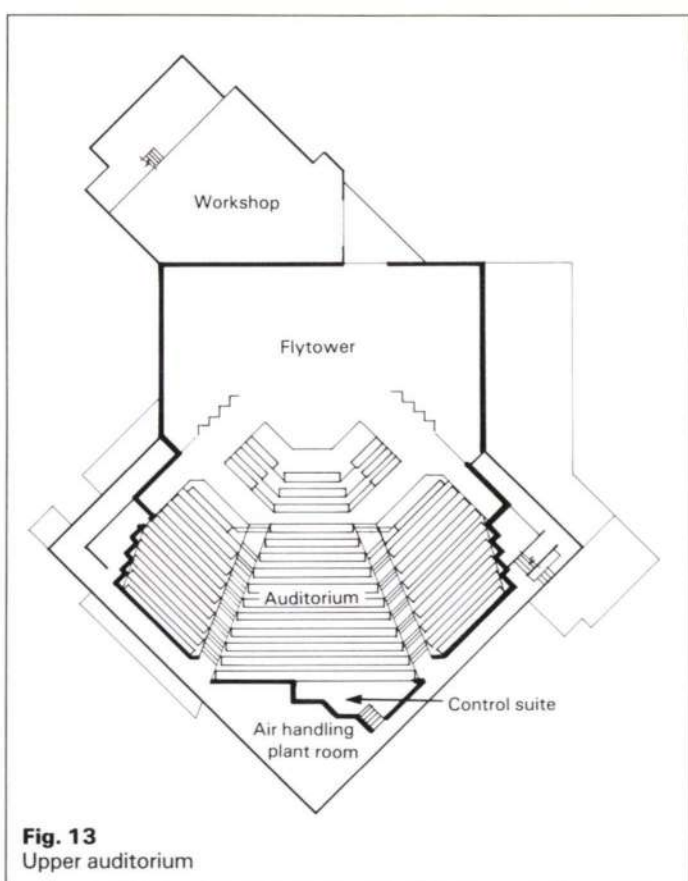 Workshop
Flytower
Auditorium
Control suite
Air handling
plant room
Fig. 13
Upper auditorium